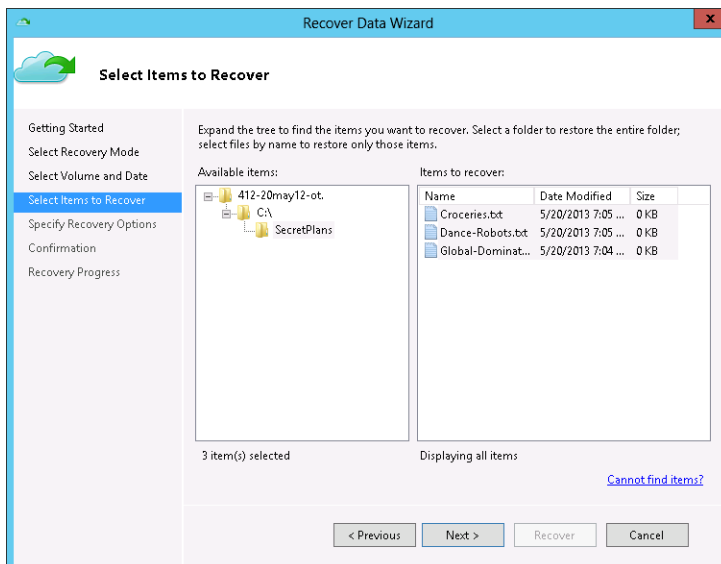 Recover Data Wizard
x
Select Items to Recover
Getting Started
Select Recovery Mode
Select Volume and Date
Select Items to Recover
Specify Recovery Options
Confirmation
Recovery Progress
Expand the tree to find the items you want to recover. Select a folder to restore the entire folder;
select files by name to restore only those items.
Available items:
412-20may12-ot.
C:\
SecretPlans
3 item(s) selected
Items to recover:
Name Date Modified Size
Croceries.txt 5/20/2013 7:05 ... 0 KB
Dance-Robots.txt 5/20/2013 7:05 ... 0 KB
Global-Dominat... 5/20/2013 7:04 ... 0 KB
Displaying all items
Cannot find items?
< Previous Next > Recover Cancel